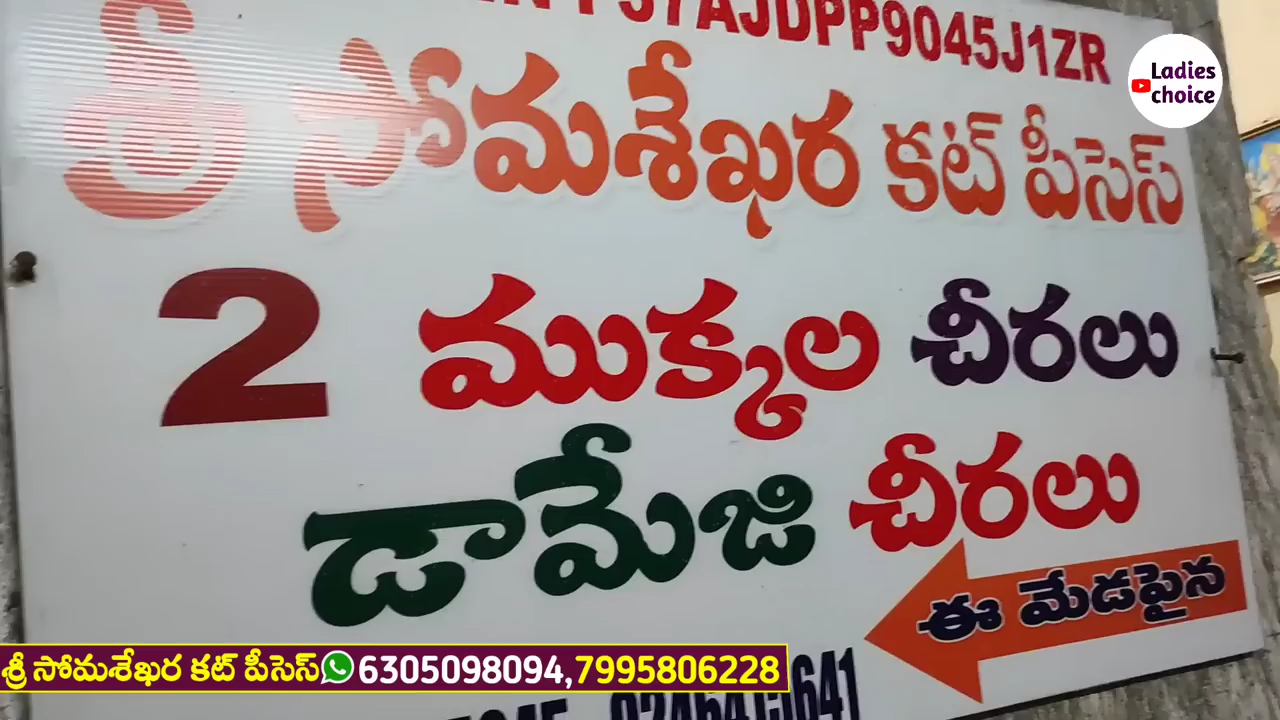 37AJDPP9045J1ZR
Ladies
choice
శ్రీ సోమశేఖర కట్ పీసెస్
2 ముక్కల చీరలు
డామేజి చీరలు
ఈ మేడపైన
శ్రీ సోమశేఖర కట్ పీసెస్ 6305098094,7995806228